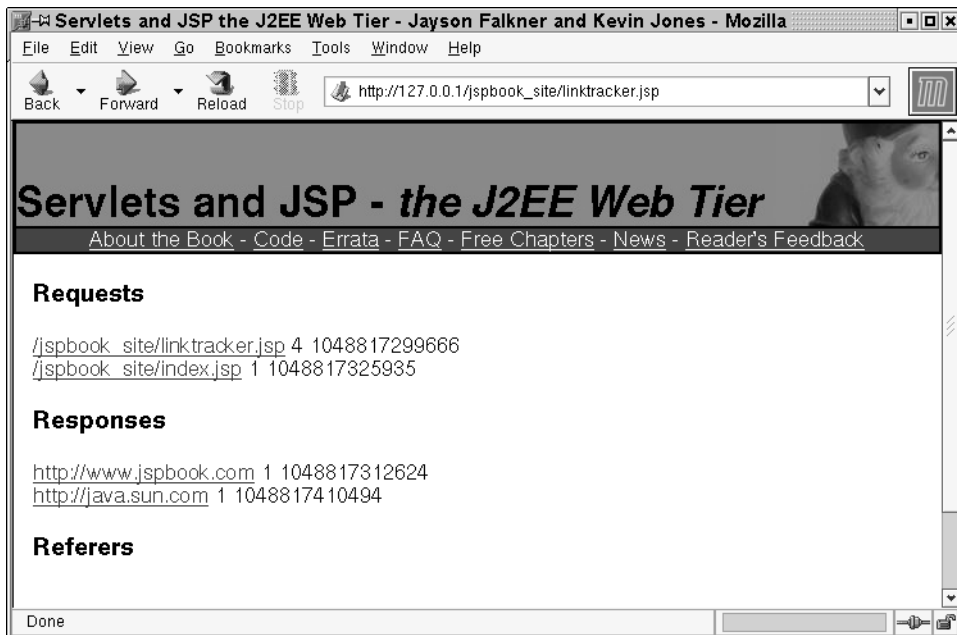 Servlets and JSP the J2EE Web Tier - Jayson Falkner and Kevin Jones - Mozilla
File Edit View Go Bookmarks Tools Window Help
Back Forward Reload Stop http://127.0.0.1/jspbook_site/linktracker.jsp
Servlets and JSP - the J2EE Web Tier
About the Book - Code - Errata - FAQ - Free Chapters - News - Reader's Feedback
Requests
/jspbook_site/linktracker.jsp 4 1048817299666
/jspbook_site/index.jsp 1 1048817325935
Responses
http://www.jspbook.com 1 1048817312624
http://java.sun.com 1 1048817410494
Referers
Done